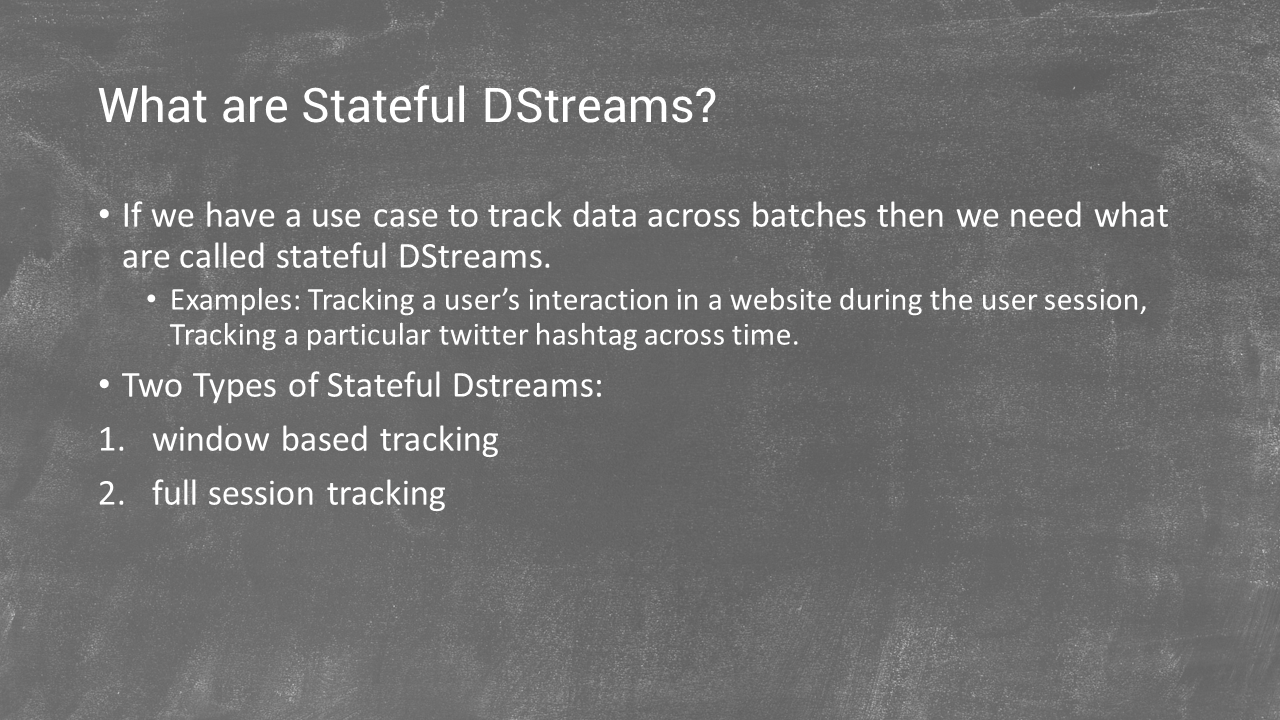 What are Stateful DStreams?
• If we have a use case to track data across batches then we need what
are called stateful DStreams.
• Examples: Tracking a user’s interaction in a website during the user session,
Tracking a particular twitter hashtag across time.
• Two Types of Stateful Dstreams:
1. window based tracking
2. full session tracking